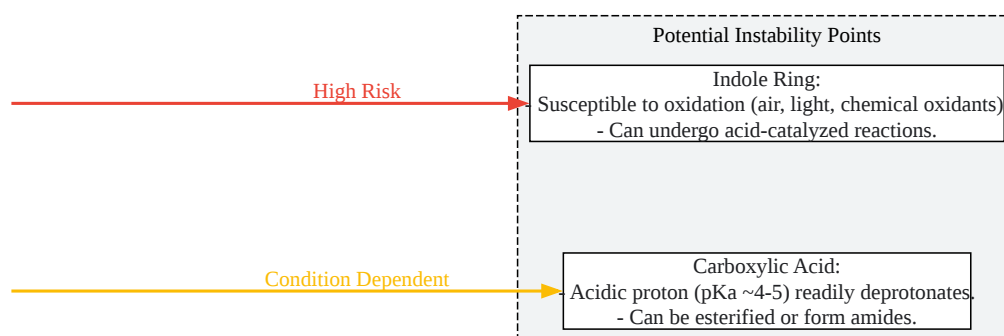 Potential Instability Points
High Risk
Indole Ring:
- Susceptible to oxidation (air, light, chemical oxidants)
- Can undergo acid-catalyzed reactions.
Condition Dependent
Carboxylic Acid:
- Acidic proton (pKa ~4-5) readily deprotonates.
- Can be esterified or form amides.